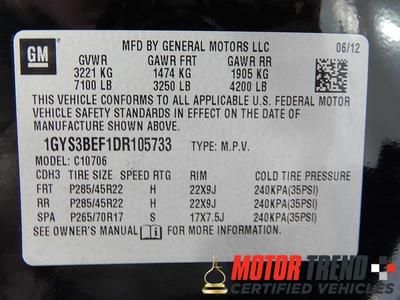 GM
MFD BY GENERAL MOTORS LLC
06/12
GVWR GAWR FRT GAWR RR
3221 KG 1474 KG 1905 KG
7100 LB 3250 LB 4200 LB
THIS VEHICLE CONFORMS TO ALL APPLICABLE U.S. FEDERAL MOTOR
VEHICLE SAFETY, BUMPER, AND THEFT PREVENTION STANDARDS IN
EFFECT ON THE DATE OF MANUFACTURE SHOWN ABOVE.
1GYS3BEF1DR105733 TYPE: M.P.V.
MODEL: C10706
CDH3 TIRE SIZE SPEED RTG RIM COLD TIRE PRESSURE
FRT P285/45R22 H 22X9J 240KPA(35PSI)
RR P285/45R22 H 22X9J 240KPA(35PSI)
SPA P265/70R17 S 17X7.5J 240KPA(35PSI)
SEE OWNER'S MANUAL FOR MORE INFORMATION
MOTOR TREND
CERTIFIED VEHICLES